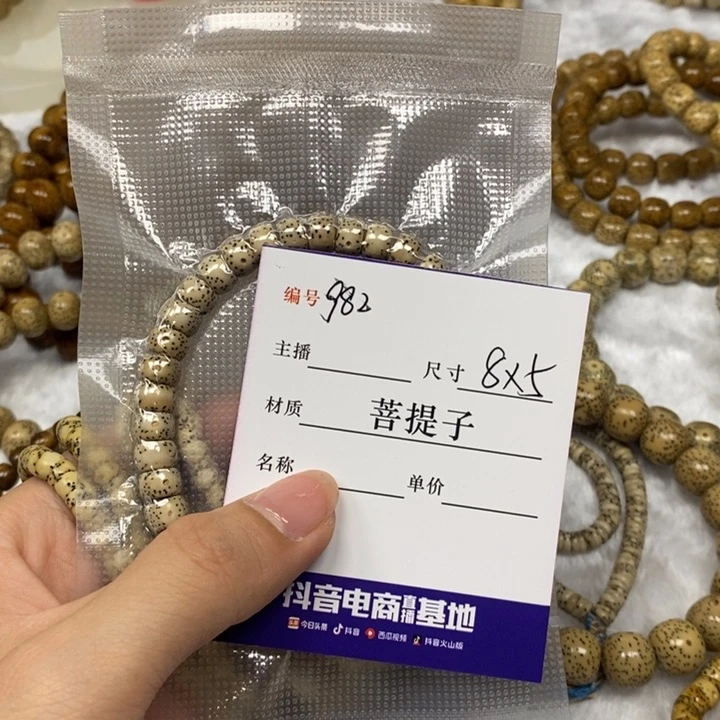 编号 982
主播 尺寸 8X5
材质 菩提子
名称 单价
抖音电商直播基地
今日头条 抖音 西瓜视频 抖音火山版